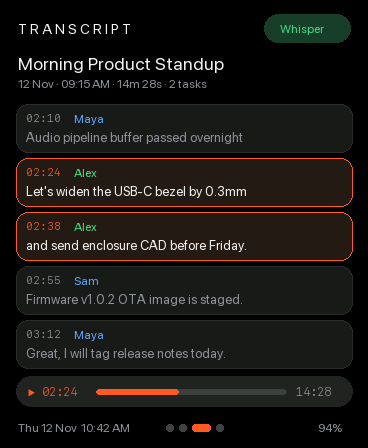 TRANSCRIPT Whisper
Morning Product Standup
12 Nov · 09:15 AM · 14m 28s · 2 tasks
02:10 Maya
Audio pipeline buffer passed overnight
02:24 Alex
Let's widen the USB-C bezel by 0.3mm
02:38 Alex
and send enclosure CAD before Friday.
02:55 Sam
Firmware v1.0.2 OTA image is staged.
03:12 Maya
Great, I will tag release notes today.
02:24 14:28
Thu 12 Nov 10:42 AM 94%